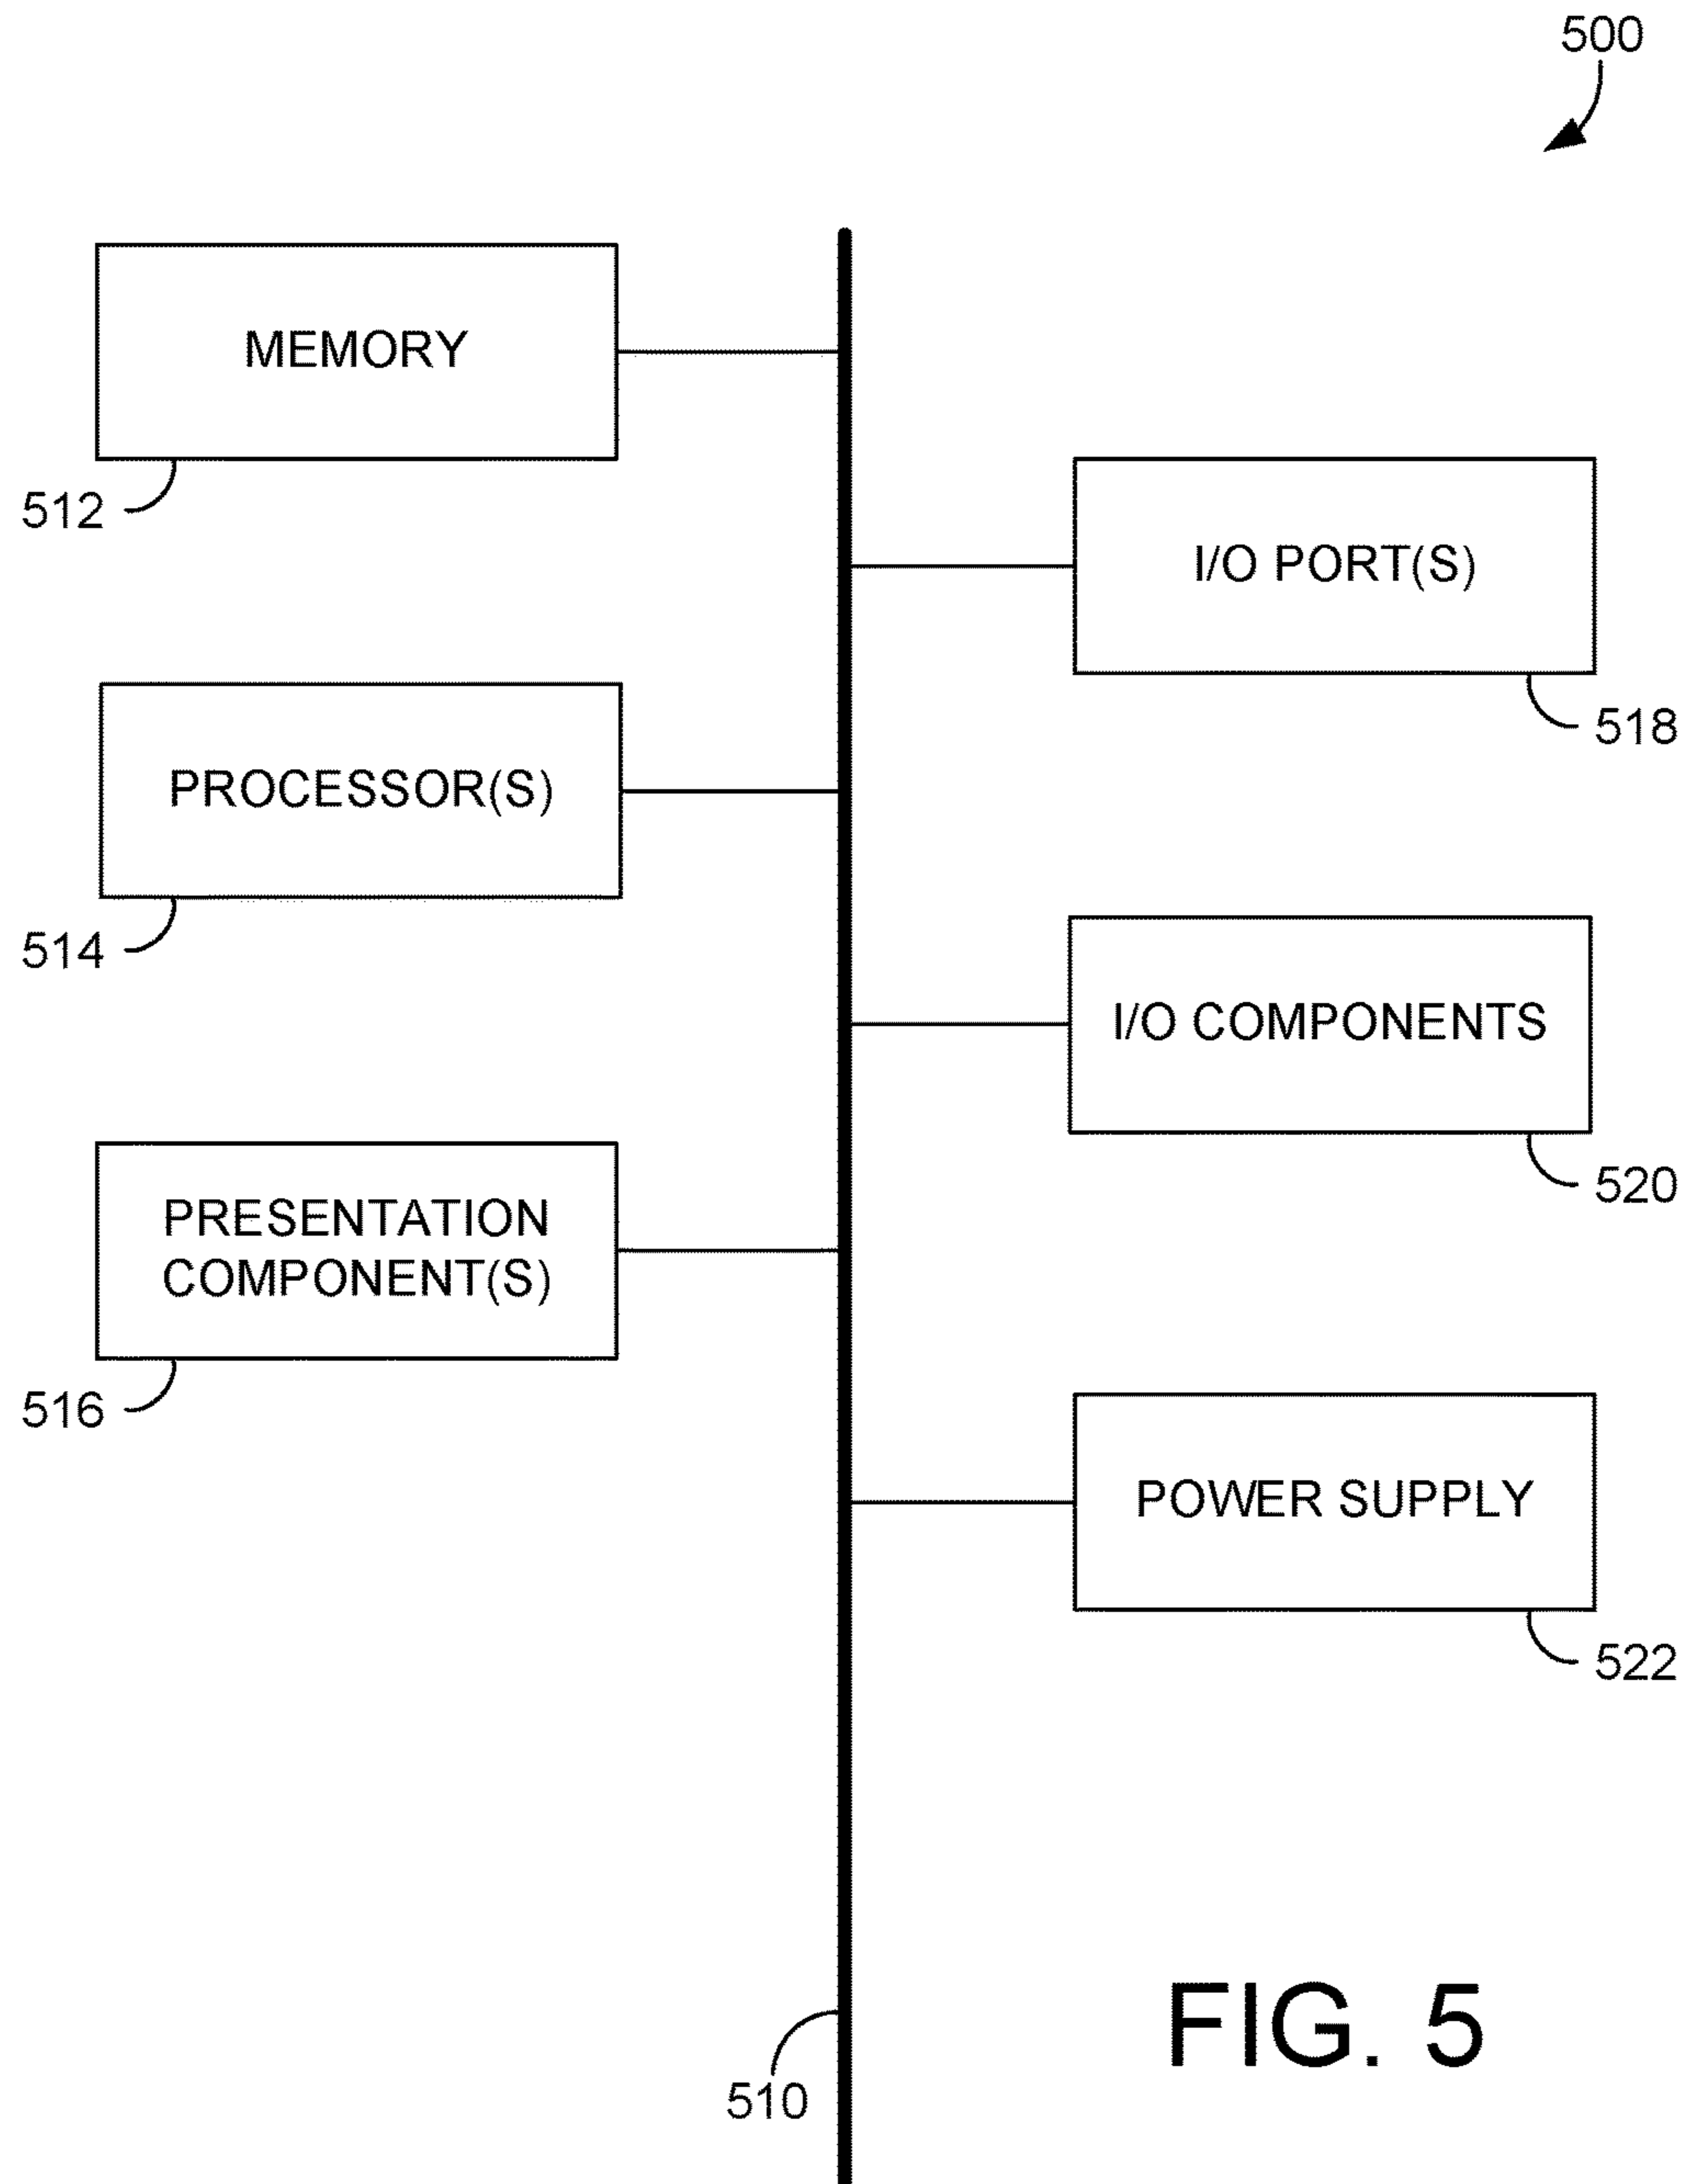 500
MEMORY
512
I/O PORT(S)
518
PROCESSOR(S)
514
I/O COMPONENTS
520
PRESENTATION
COMPONENT(S)
516
POWER SUPPLY
522
510
FIG. 5